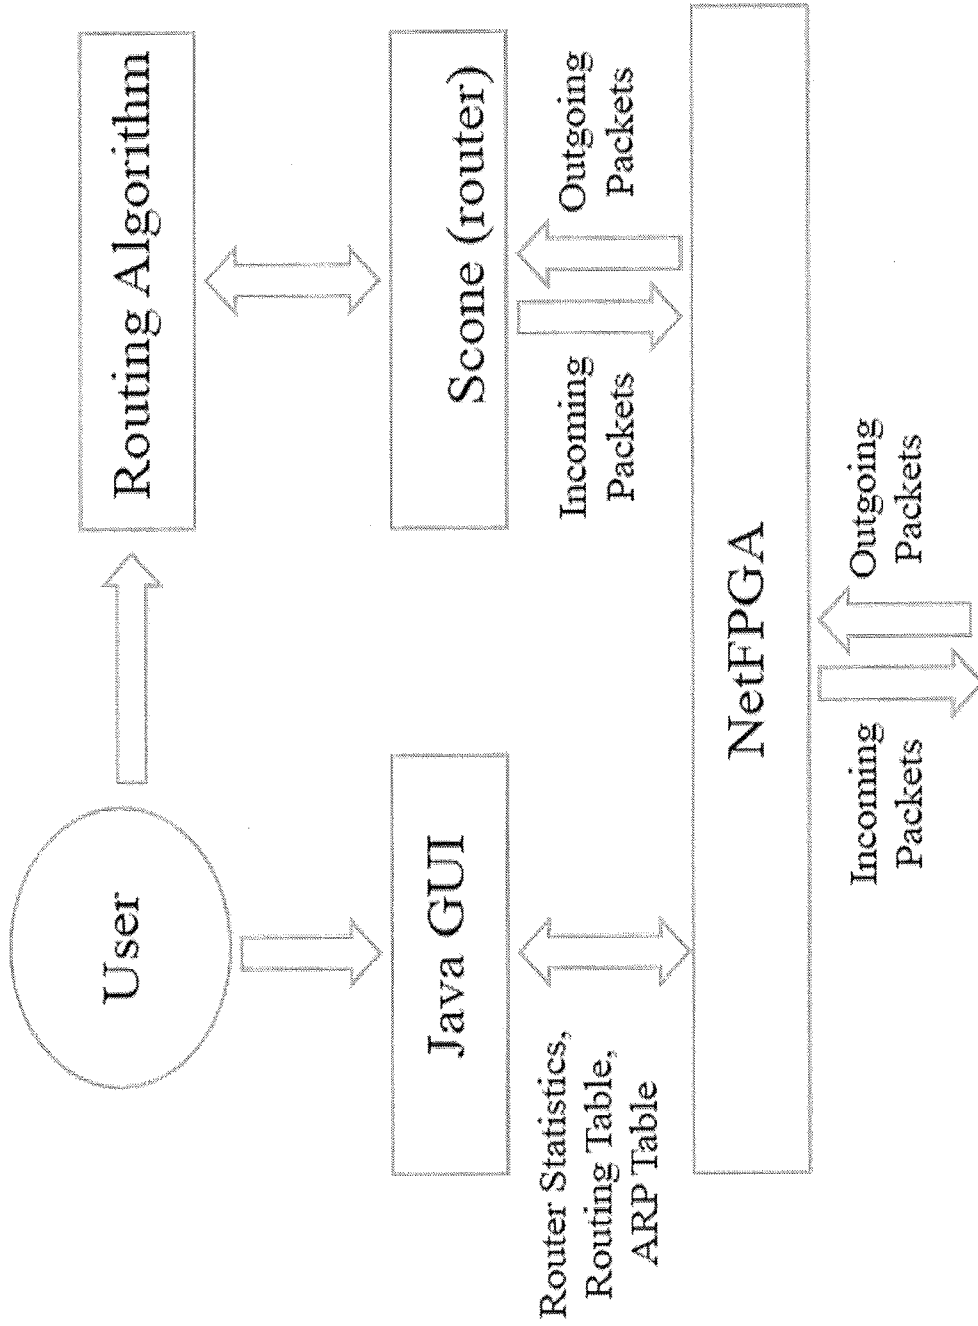 User
Routing Algorithm
Java GUI
Scone (router)
Router Statistics,
Routing Table,
ARP Table
Incoming
Packets
Outgoing
Packets
NetFPGA
Incoming
Packets
Outgoing
Packets